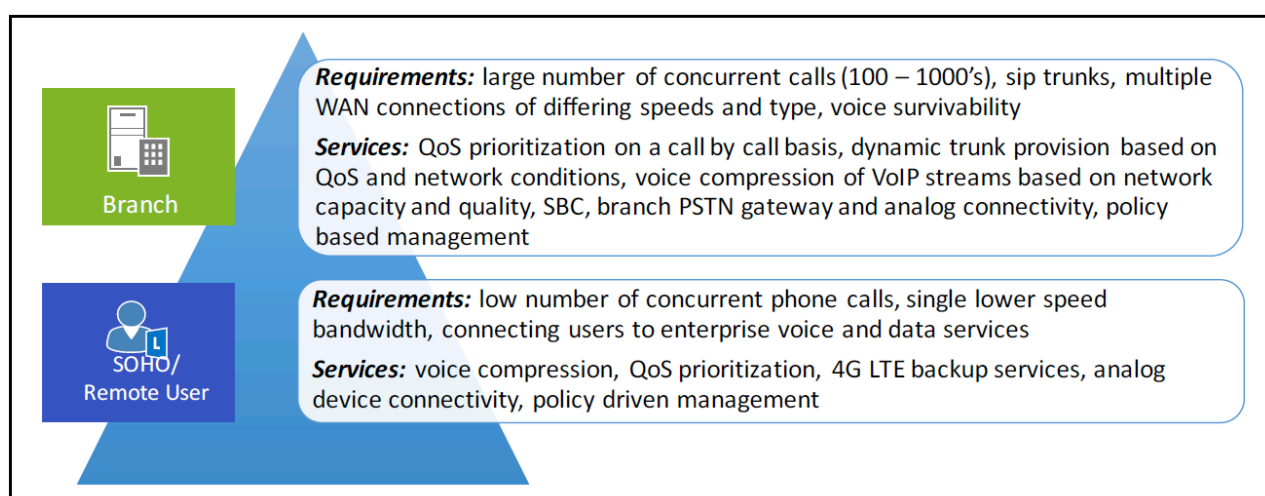 Branch
Requirements: large number of concurrent calls (100 – 1000's), sip trunks, multiple
WAN connections of differing speeds and type, voice survivability
Services: QoS prioritization on a call by call basis, dynamic trunk provision based on
QoS and network conditions, voice compression of VoIP streams based on network
capacity and quality, SBC, branch PSTN gateway and analog connectivity, policy
based management
L
SOHO/
Remote User
Requirements: low number of concurrent phone calls, single lower speed
bandwidth, connecting users to enterprise voice and data services
Services: voice compression, QoS prioritization, 4G LTE backup services, analog
device connectivity, policy driven management